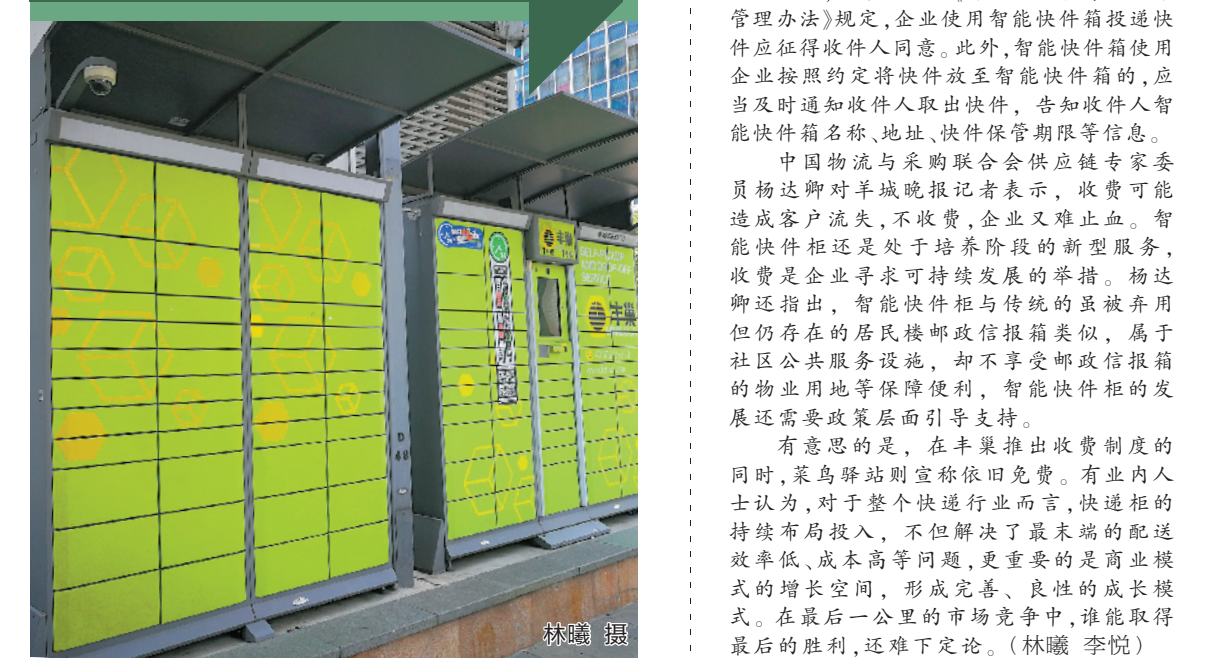 丰巢
SELF-PICKUP
AND DROP-OFF
SERVICE
丰巢
林曦 摄
管理办法》规定,企业使用智能快件箱投递快
件应征得收件人同意。此外,智能快件箱使用
企业按照约定将快件放至智能快件箱的,应
当及时通知收件人取出快件，告知收件人智
能快件箱名称、地址、快件保管期限等信息。
中国物流与采购联合会供应链专家委
员杨达卿对羊城晚报记者表示，收费可能
造成客户流失,不收费,企业又难止血。智
能快件柜还是处于培养阶段的新型服务，
收费是企业寻求可持续发展的举措。杨达
卿还指出，智能快件柜与传统的虽被弃用
但仍存在的居民楼邮政信报箱类似，属于
社区公共服务设施，却不享受邮政信报箱
的物业用地等保障便利，智能快件柜的发
展还需要政策层面引导支持。
有意思的是，在丰巢推出收费制度的
同时,菜鸟驿站则宣称依旧免费。有业内人
士认为,对于整个快递行业而言,快递柜的
持续布局投入，不但解决了最末端的配送
效率低、成本高等问题,更重要的是商业模
式的增长空间，形成完善、良性的成长模
式。在最后一公里的市场竞争中,谁能取得
最后的胜利,还难下定论。（林曦 李悦）